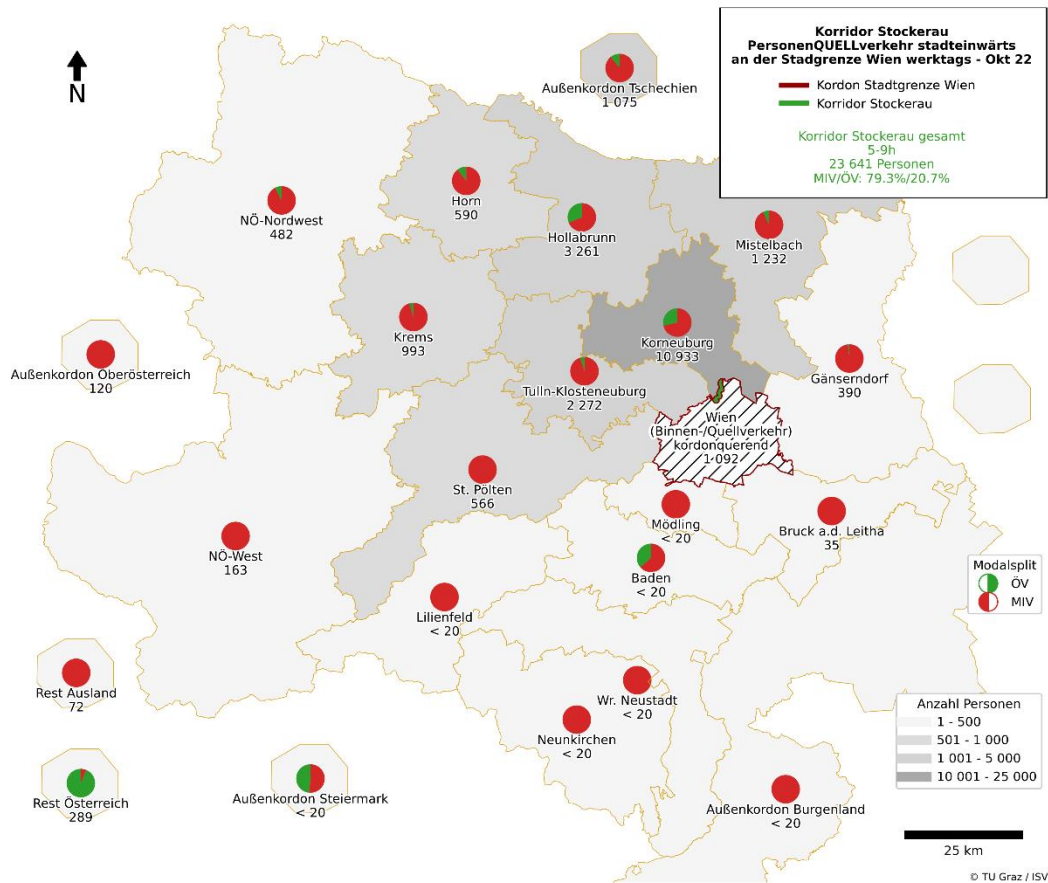 Korridor Stockerau
PersonenQUELLverkehr stadteinwärts
an der Stadgrenze Wien werktags - Okt 22
Kordon Stadtgrenze Wien
Korridor Stockerau
Korridor Stockerau gesamt
5-9h
23 641 Personen
MIV/ÖV: 79.3%/20.7%
N
Außenkordon Tschechien
1 075
Horn
590
NÖ-Nordwest
482
Hollabrunn
3 261
Mistelbach
1 232
Krems
993
Korneuburg
10 933
Außenkordon Oberösterreich
120
Tulln-Klosteneuburg
2 272
Gänserndorf
390
Wien
(Binnen-/Quellverkehr)
kordonquerend
1 092
St. Pölten
566
Mödling
< 20
Bruck a.d. Leitha
35
NÖ-West
163
Baden
< 20
Modalsplit
ÖV
MIV
Lilienfeld
< 20
Rest Ausland
72
Wr. Neustadt
< 20
Neunkirchen
< 20
Anzahl Personen
1 - 500
501 - 1 000
1 001 - 5 000
10 001 - 25 000
Rest Österreich
289
Außenkordon Steiermark
< 20
Außenkordon Burgenland
< 20
25 km
© TU Graz / ISV